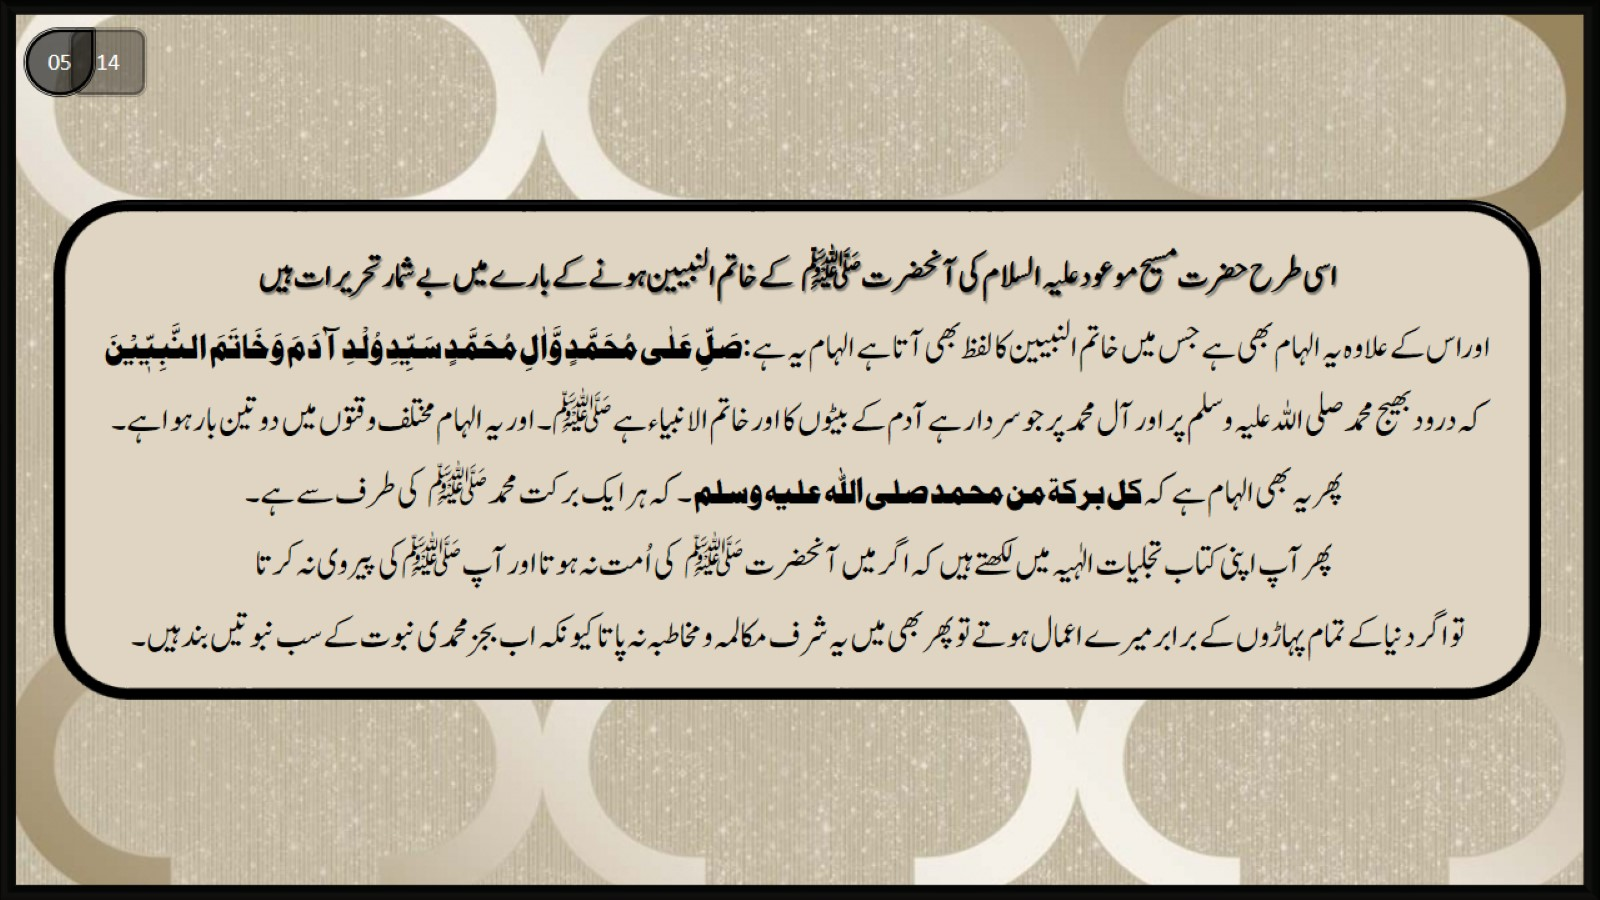 05 14
اسی طرح حضرت مسیح موعود علیہ السلام کی آنحضرت ﷺ کے خاتم النبیین ہونے کے بارے میں بے شمار تحریرات ہیں
اور اس کے علاوہ یہ الہام بھی ہے جس میں خاتم النبیین کا لفظ بھی آتا ہے الہام یہ ہے: صَلِّ عَلٰی مُحَمَّدٍ وَّاٰلِ مُحَمَّدٍ سَیِّدِ وُلْدِ آدَمَ وَخَاتَمَ النَّبِیِّیْنَ
کہ درود بھیج محمد صلی اللہ علیہ وسلم پر اور آل محمد پر جو سردار ہے آدم کے بیٹوں کا اور خاتم الانبیاء ہے ﷺ۔ اور یہ الہام مختلف وقتوں میں دو تین بار ہوا ہے۔
پھر یہ بھی الہام ہے کہ کل برکة من محمد صلی اللہ علیہ وسلم۔ کہ ہر ایک برکت محمد ﷺ کی طرف سے ہے۔
پھر آپ اپنی کتاب تجلیات الٰہیہ میں لکھتے ہیں کہ اگر میں آنحضرت ﷺ کی اُمت نہ ہوتا اور آپ ﷺ کی پیروی نہ کرتا
تو اگر دنیا کے تمام پہاڑوں کے برابر میرے اعمال ہوتے تو پھر بھی میں یہ شرف مکالمہ و مخاطبہ نہ پاتا کیونکہ اب بجز محمدی نبوت کے سب نبوتیں بند ہیں۔